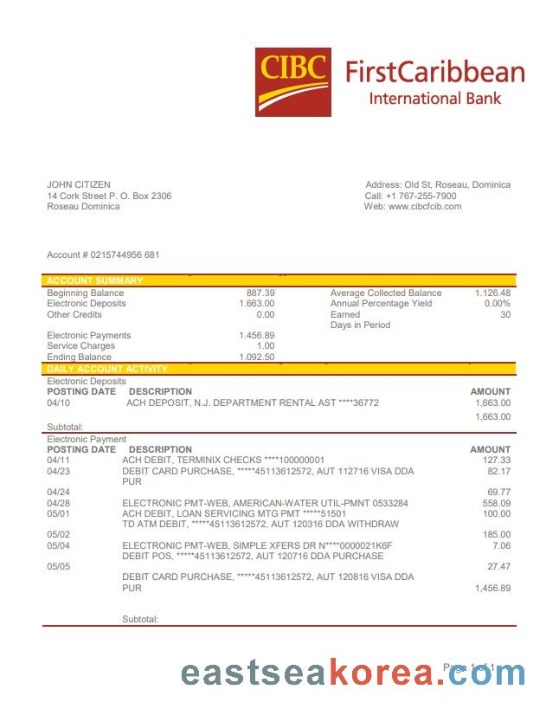 CIBC
FirstCaribbean
International Bank
JOHN CITIZEN
14 Cork Street P. O. Box 2306
Roseau Dominica
Address: Old St, Roseau, Dominica
Call: +1 767-255-7900
Web: www.cibcfcib.com
Account # 0215744956 681
ACCOUNT SUMMARY
Beginning Balance 887.39 Average Collected Balance 1.126.48
Electronic Deposits 1.663.00 Annual Percentage Yield 0.00%
Other Credits 0.00 Earned 30
Days in Period
Electronic Payments 1.456.89
Service Charges 1.00
Ending Balance 1.092.50
DAILY ACCOUNT ACTIVITY
Electronic Deposits
POSTING DATE DESCRIPTION AMOUNT
04/10 ACH DEPOSIT, N.J. DEPARTMENT RENTAL AST ****36772 1,663.00
1,663.00
Subtotal:
Electronic Payment
POSTING DATE DESCRIPTION AMOUNT
04/11 ACH DEBIT, TERMINIX CHECKS ****100000001 127.33
04/23 DEBIT CARD PURCHASE, *****45113612572, AUT 112716 VISA DDA 82.17
PUR
04/24 69.77
04/28 ELECTRONIC PMT-WEB, AMERICAN-WATER UTIL-PMNT 0533284 558.09
05/01 ACH DEBIT, LOAN SERVICING MTG PMT *****51501 100.00
TD ATM DEBIT, *****45113612572, AUT 120316 DDA WITHDRAW
05/02 185.00
05/04 ELECTRONIC PMT-WEB, SIMPLE XFERS DR N****0000021K6F 7.06
DEBIT POS, *****45113612572, AUT 120716 DDA PURCHASE
05/05 27.47
DEBIT CARD PURCHASE, *****45113612572, AUT 120816 VISA DDA
PUR 1,456.89
Subtotal:
Page 1 of 1
eastseakorea.com